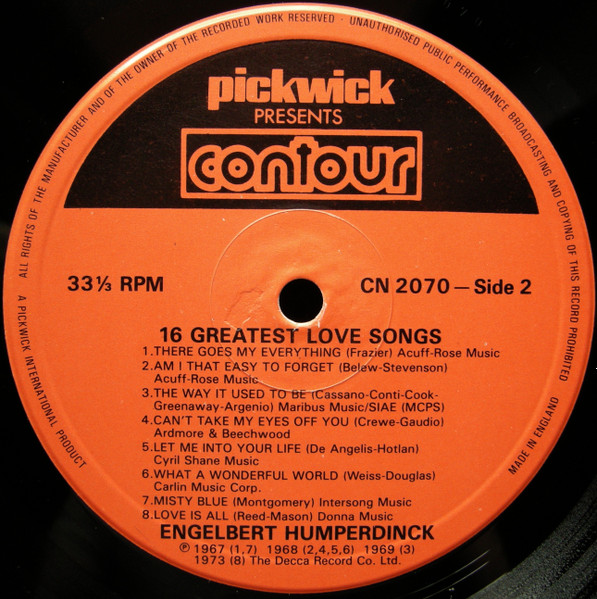 ALL RIGHTS OF THE MANUFACTURER AND OF THE OWNER OF THE RECORDED WORK RESERVED - UNAUTHORISED PUBLIC PERFORMANCE BROADCASTING AND COPYING OF THIS RECORD PROHIBITED
pickwick
PRESENTS
contour
33⅓ RPM
CN 2070 — Side 2
16 GREATEST LOVE SONGS
1.THERE GOES MY EVERYTHING (Frazier) Acuff-Rose Music
2.AM I THAT EASY TO FORGET (Belew-Stevenson)
Acuff-Rose Music
3.THE WAY IT USED TO BE (Cassano-Conti-Cook-
Greenaway-Argenio) Maribus Music/SIAE (MCPS)
4.CAN'T TAKE MY EYES OFF YOU (Crewe-Gaudio)
Ardmore & Beechwood
5.LET ME INTO YOUR LIFE (De Angelis-Hotlan)
Cyril Shane Music
6.WHAT A WONDERFUL WORLD (Weiss-Douglas)
Carlin Music Corp.
7.MISTY BLUE (Montgomery) Intersong Music
8.LOVE IS ALL (Reed-Mason) Donna Music
ENGELBERT HUMPERDINCK
℗ 1967 (1,7) 1968 (2,4,5,6) 1969 (3)
1973 (8) The Decca Record Co. Ltd.
A PICKWICK INTERNATIONAL PRODUCT
MADE IN ENGLAND